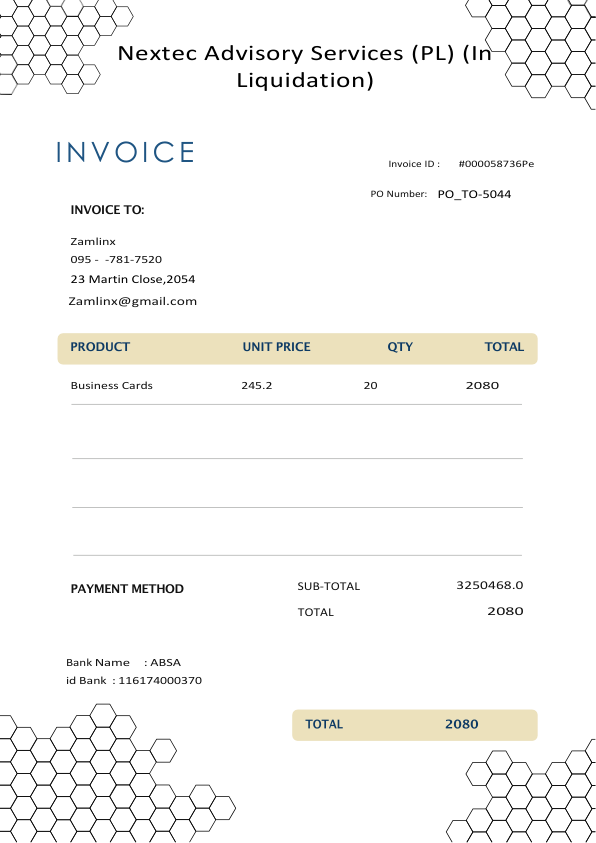 Nextec Advisory Services (PL) (In
Liquidation)
INVOICE
Invoice ID : #000058736Pe
PO Number: PO_TO-5044
INVOICE TO:
Zamlinx
095 - -781-7520
23 Martin Close,2054
Zamlinx@gmail.com
PRODUCT UNIT PRICE QTY TOTAL
Business Cards 245.2 20 2080
PAYMENT METHOD
SUB-TOTAL 3250468.0
TOTAL 2080
Bank Name : ABSA
id Bank : 116174000370
TOTAL 2080